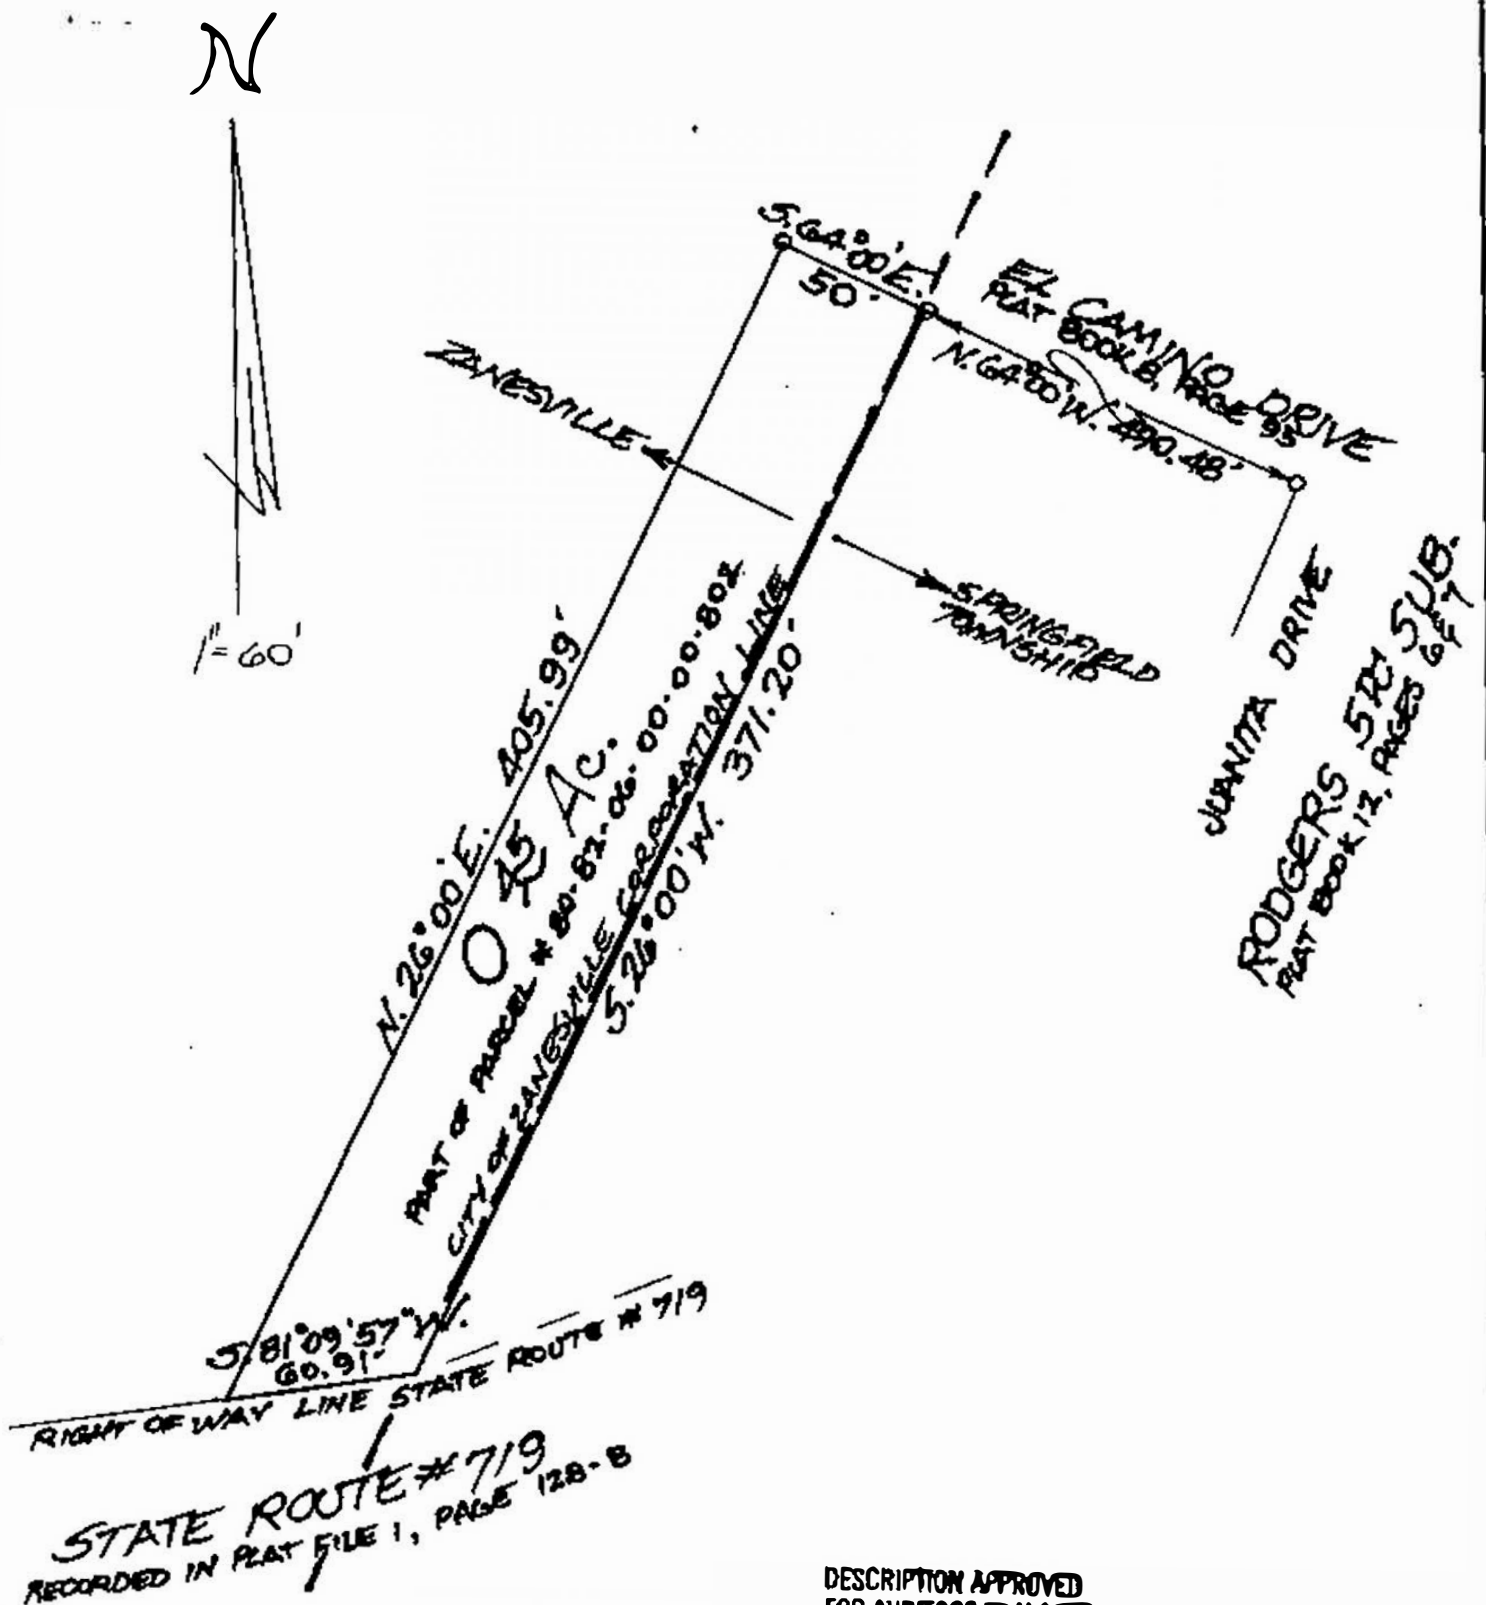 N
1"=60'
S.64°00'E.
50'
EL CAMINO DRIVE
PLAT BOOK 8, PAGE 95
N.64°00'W. 490.48'
ZANESVILLE
SPRINGFIELD
TOWNSHIP
JUANITA DRIVE
RODGERS SUB.
PLAT BOOK 12, PAGES 6 & 7
N. 26°00'E. 405.99'
Ac.
PART OF PARCEL # 80-82-06-00-00-802
CITY OF ZANESVILLE CORPORATION LINE
S.26°00'W. 371.20'
S.81°09'57"W.
60.91'
RIGHT OF WAY LINE STATE ROUTE # 719
STATE ROUTE # 719
RECORDED IN PLAT FILE 1, PAGE 128-B
DESCRIPTION APPROVED